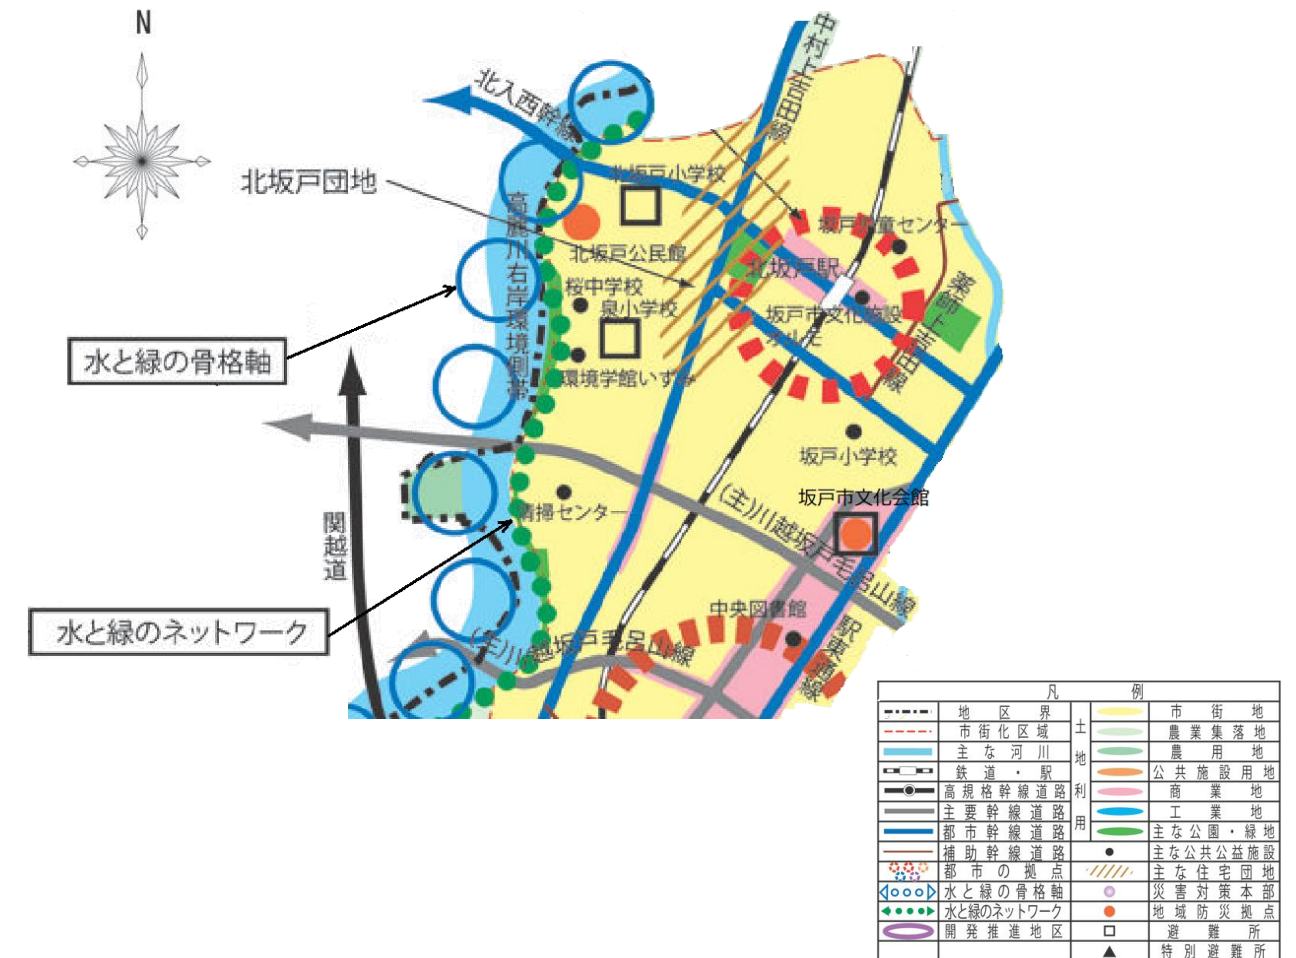 N
中村上吉田線
北入西幹線
北坂戸小学校
北坂戸団地
高麗川右岸環境側帯
坂戸児童センター
北坂戸公民館
北坂戸駅
桜中学校
薬師上吉田線
泉小学校
坂戸市文化施設
オルモ
水と緑の骨格軸
環境学館いずみ
坂戸小学校
坂戸市文化会館
(主)川越坂戸毛呂山線
清掃センター
関越道
中央図書館
水と緑のネットワーク
(主)川越坂戸毛呂山線
駅東通線
凡例
地区界
市街化区域
主な河川
鉄道・駅
高規格幹線道路
主要幹線道路
都市幹線道路
補助幹線道路
都市の拠点
水と緑の骨格軸
水と緑のネットワーク
開発推進地区
土地利用
市街地
農業集落地
農用地
公共施設用地
商業地
工業地
主な公園・緑地
主な公共公益施設
主な住宅団地
災害対策本部
地域防災拠点
避難所
特別避難所